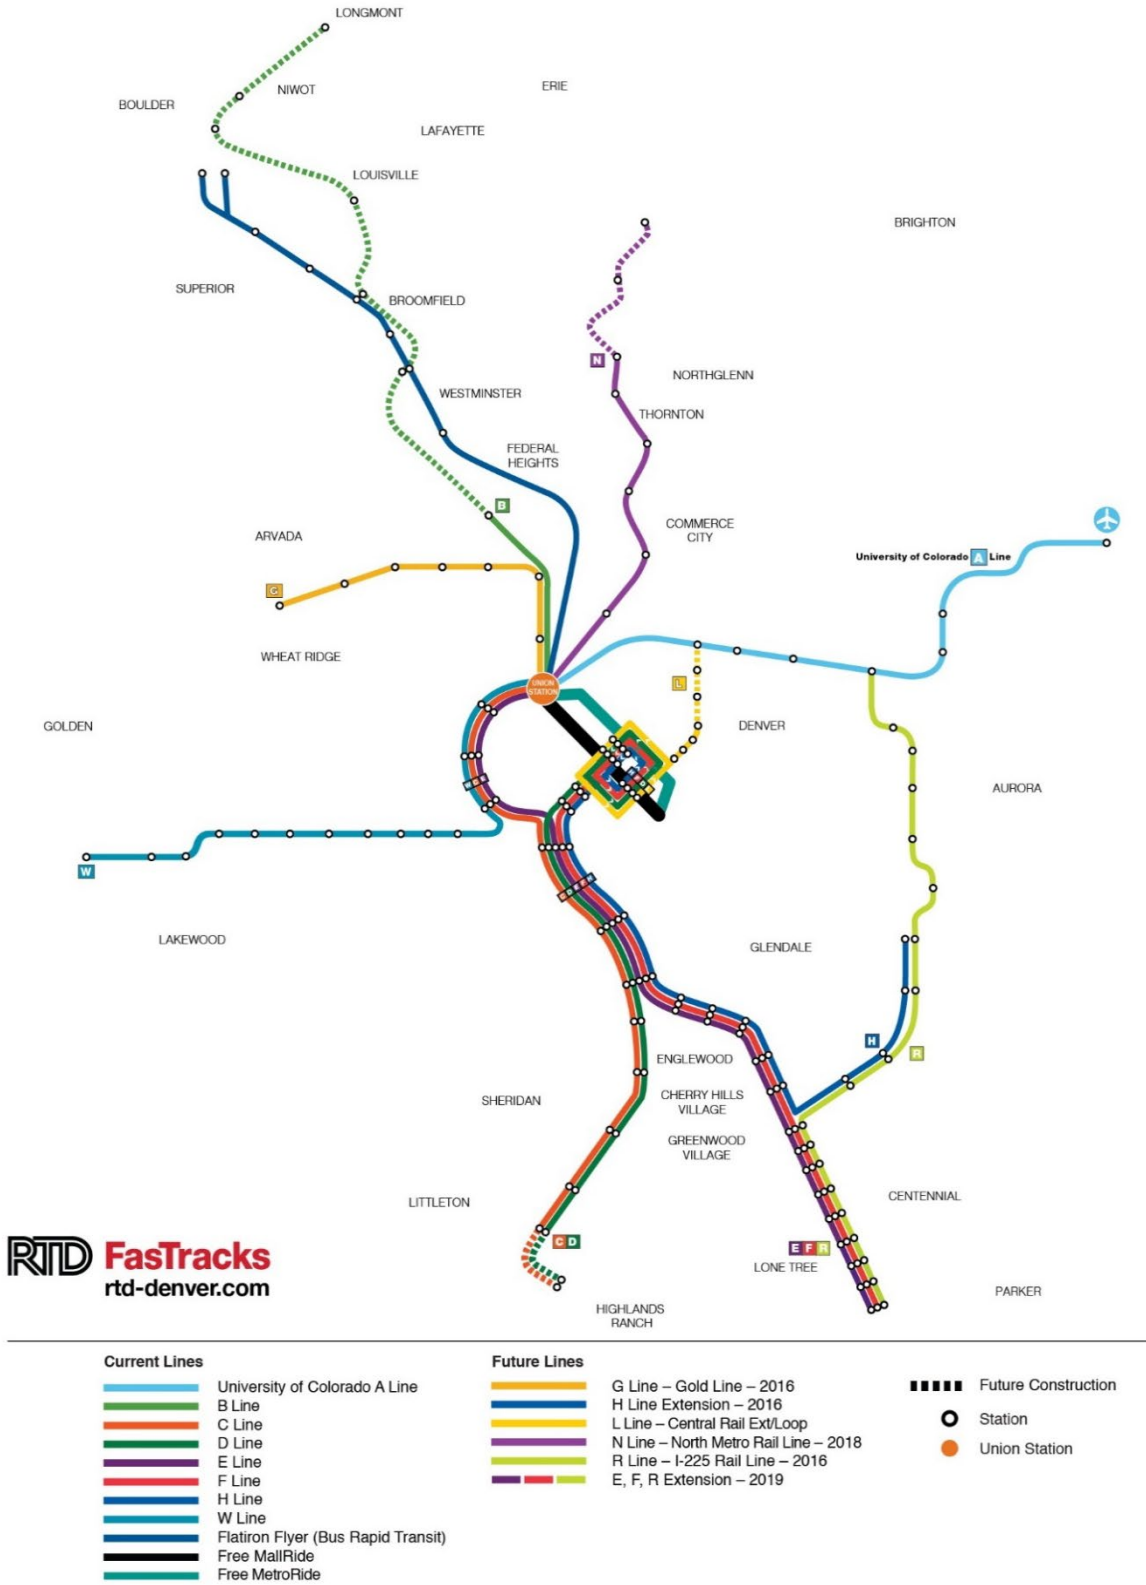 LONGMONT
NIWOT
ERIE
BOULDER
LAFAYETTE
LOUISVILLE
BRIGHTON
SUPERIOR
BROOMFIELD
N
NORTHGLENN
WESTMINSTER
THORNTON
FEDERAL
HEIGHTS
B
COMMERCE
CITY
ARVADA
University of Colorado A Line
G
WHEAT RIDGE
UNION
STATION
L
GOLDEN
DENVER
AURORA
W
LAKEWOOD
GLENDALE
H
R
ENGLEWOOD
SHERIDAN
CHERRY HILLS
VILLAGE
GREENWOOD
VILLAGE
LITTLETON
CENTENNIAL
C D
E F R
LONE TREE
PARKER
HIGHLANDS
RANCH
RTD FasTracks
rtd-denver.com
Current Lines
University of Colorado A Line
B Line
C Line
D Line
E Line
F Line
H Line
W Line
Flatiron Flyer (Bus Rapid Transit)
Free MallRide
Free MetroRide
Future Lines
G Line – Gold Line – 2016
H Line Extension – 2016
L Line – Central Rail Ext/Loop
N Line – North Metro Rail Line – 2018
R Line – I-225 Rail Line – 2016
E, F, R Extension – 2019
Future Construction
Station
Union Station